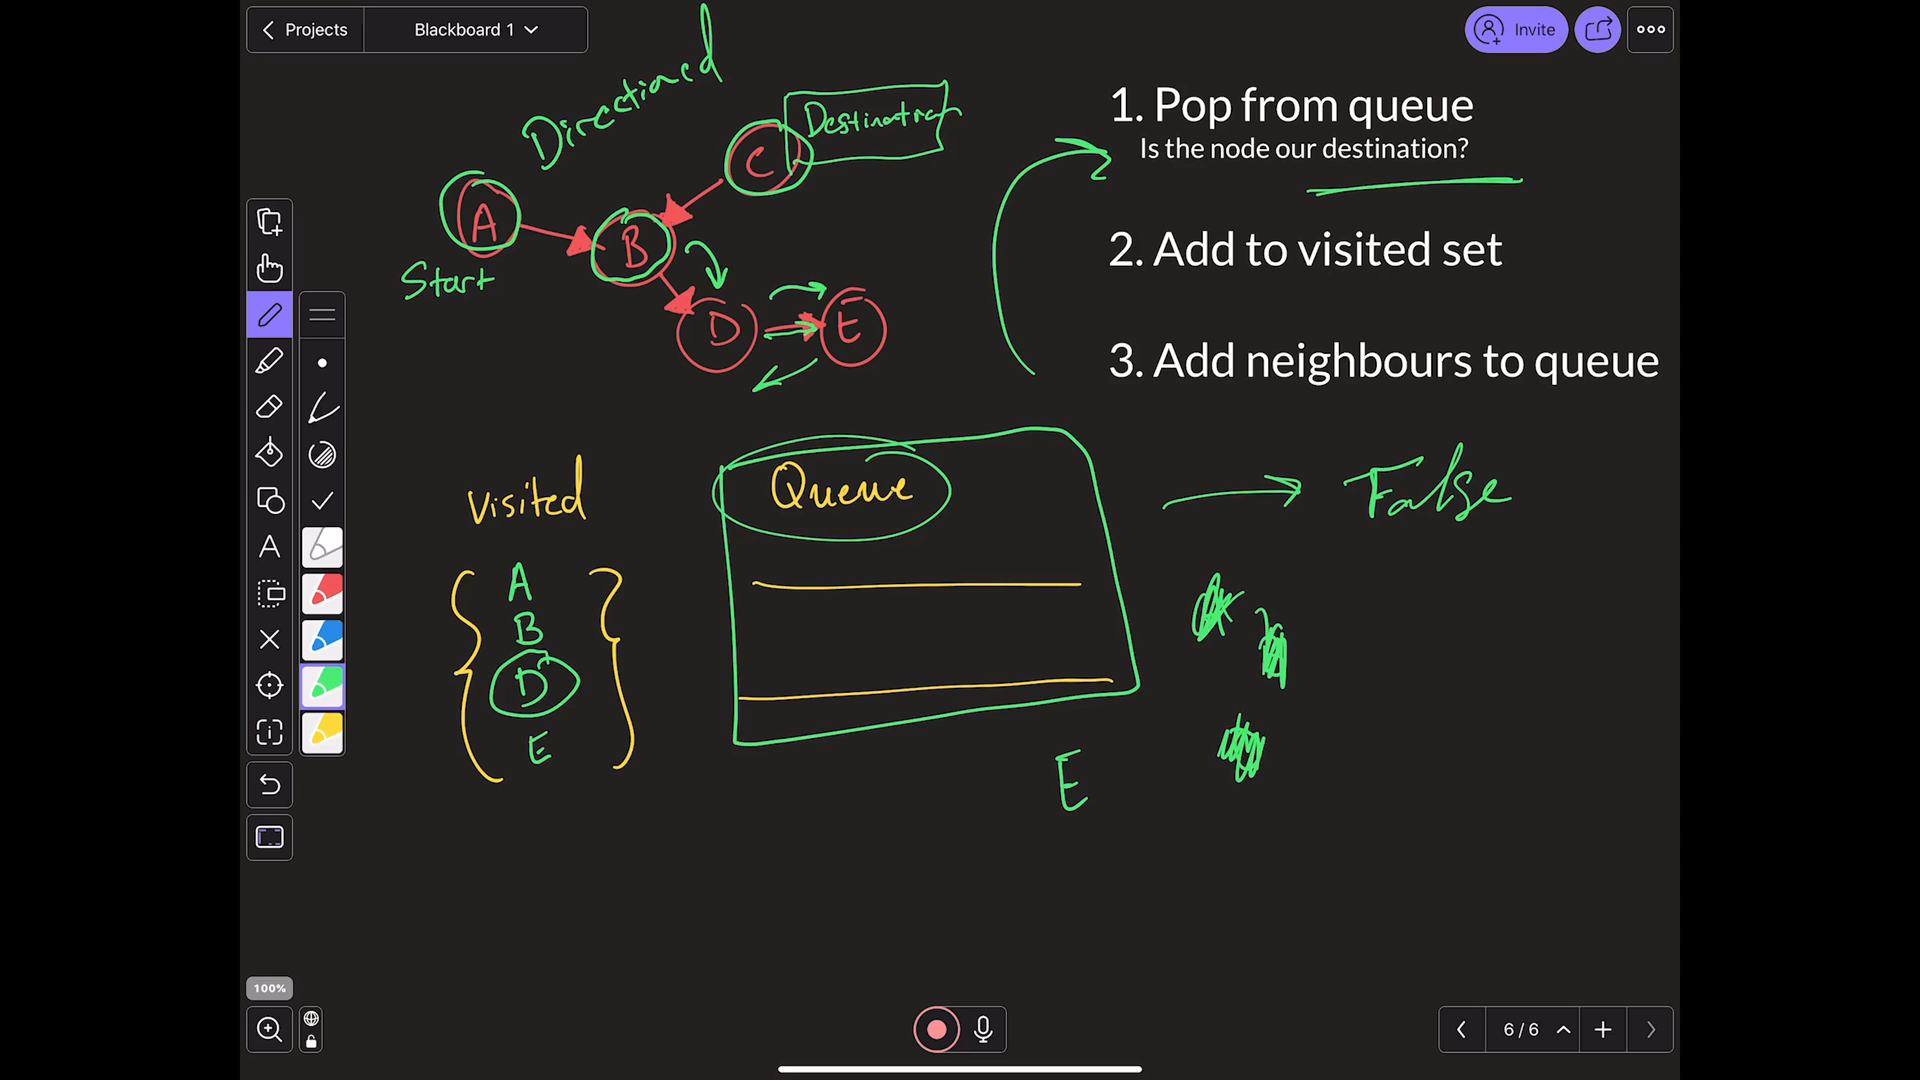 Projects
Blackboard 1
Invite
Directioned
Destination
C
A
B
Start
D
E
1. Pop from queue
Is the node our destination?
2. Add to visited set
3. Add neighbours to queue
Visited
Queue
False
A
B
D
E
E
A
100%
6 / 6